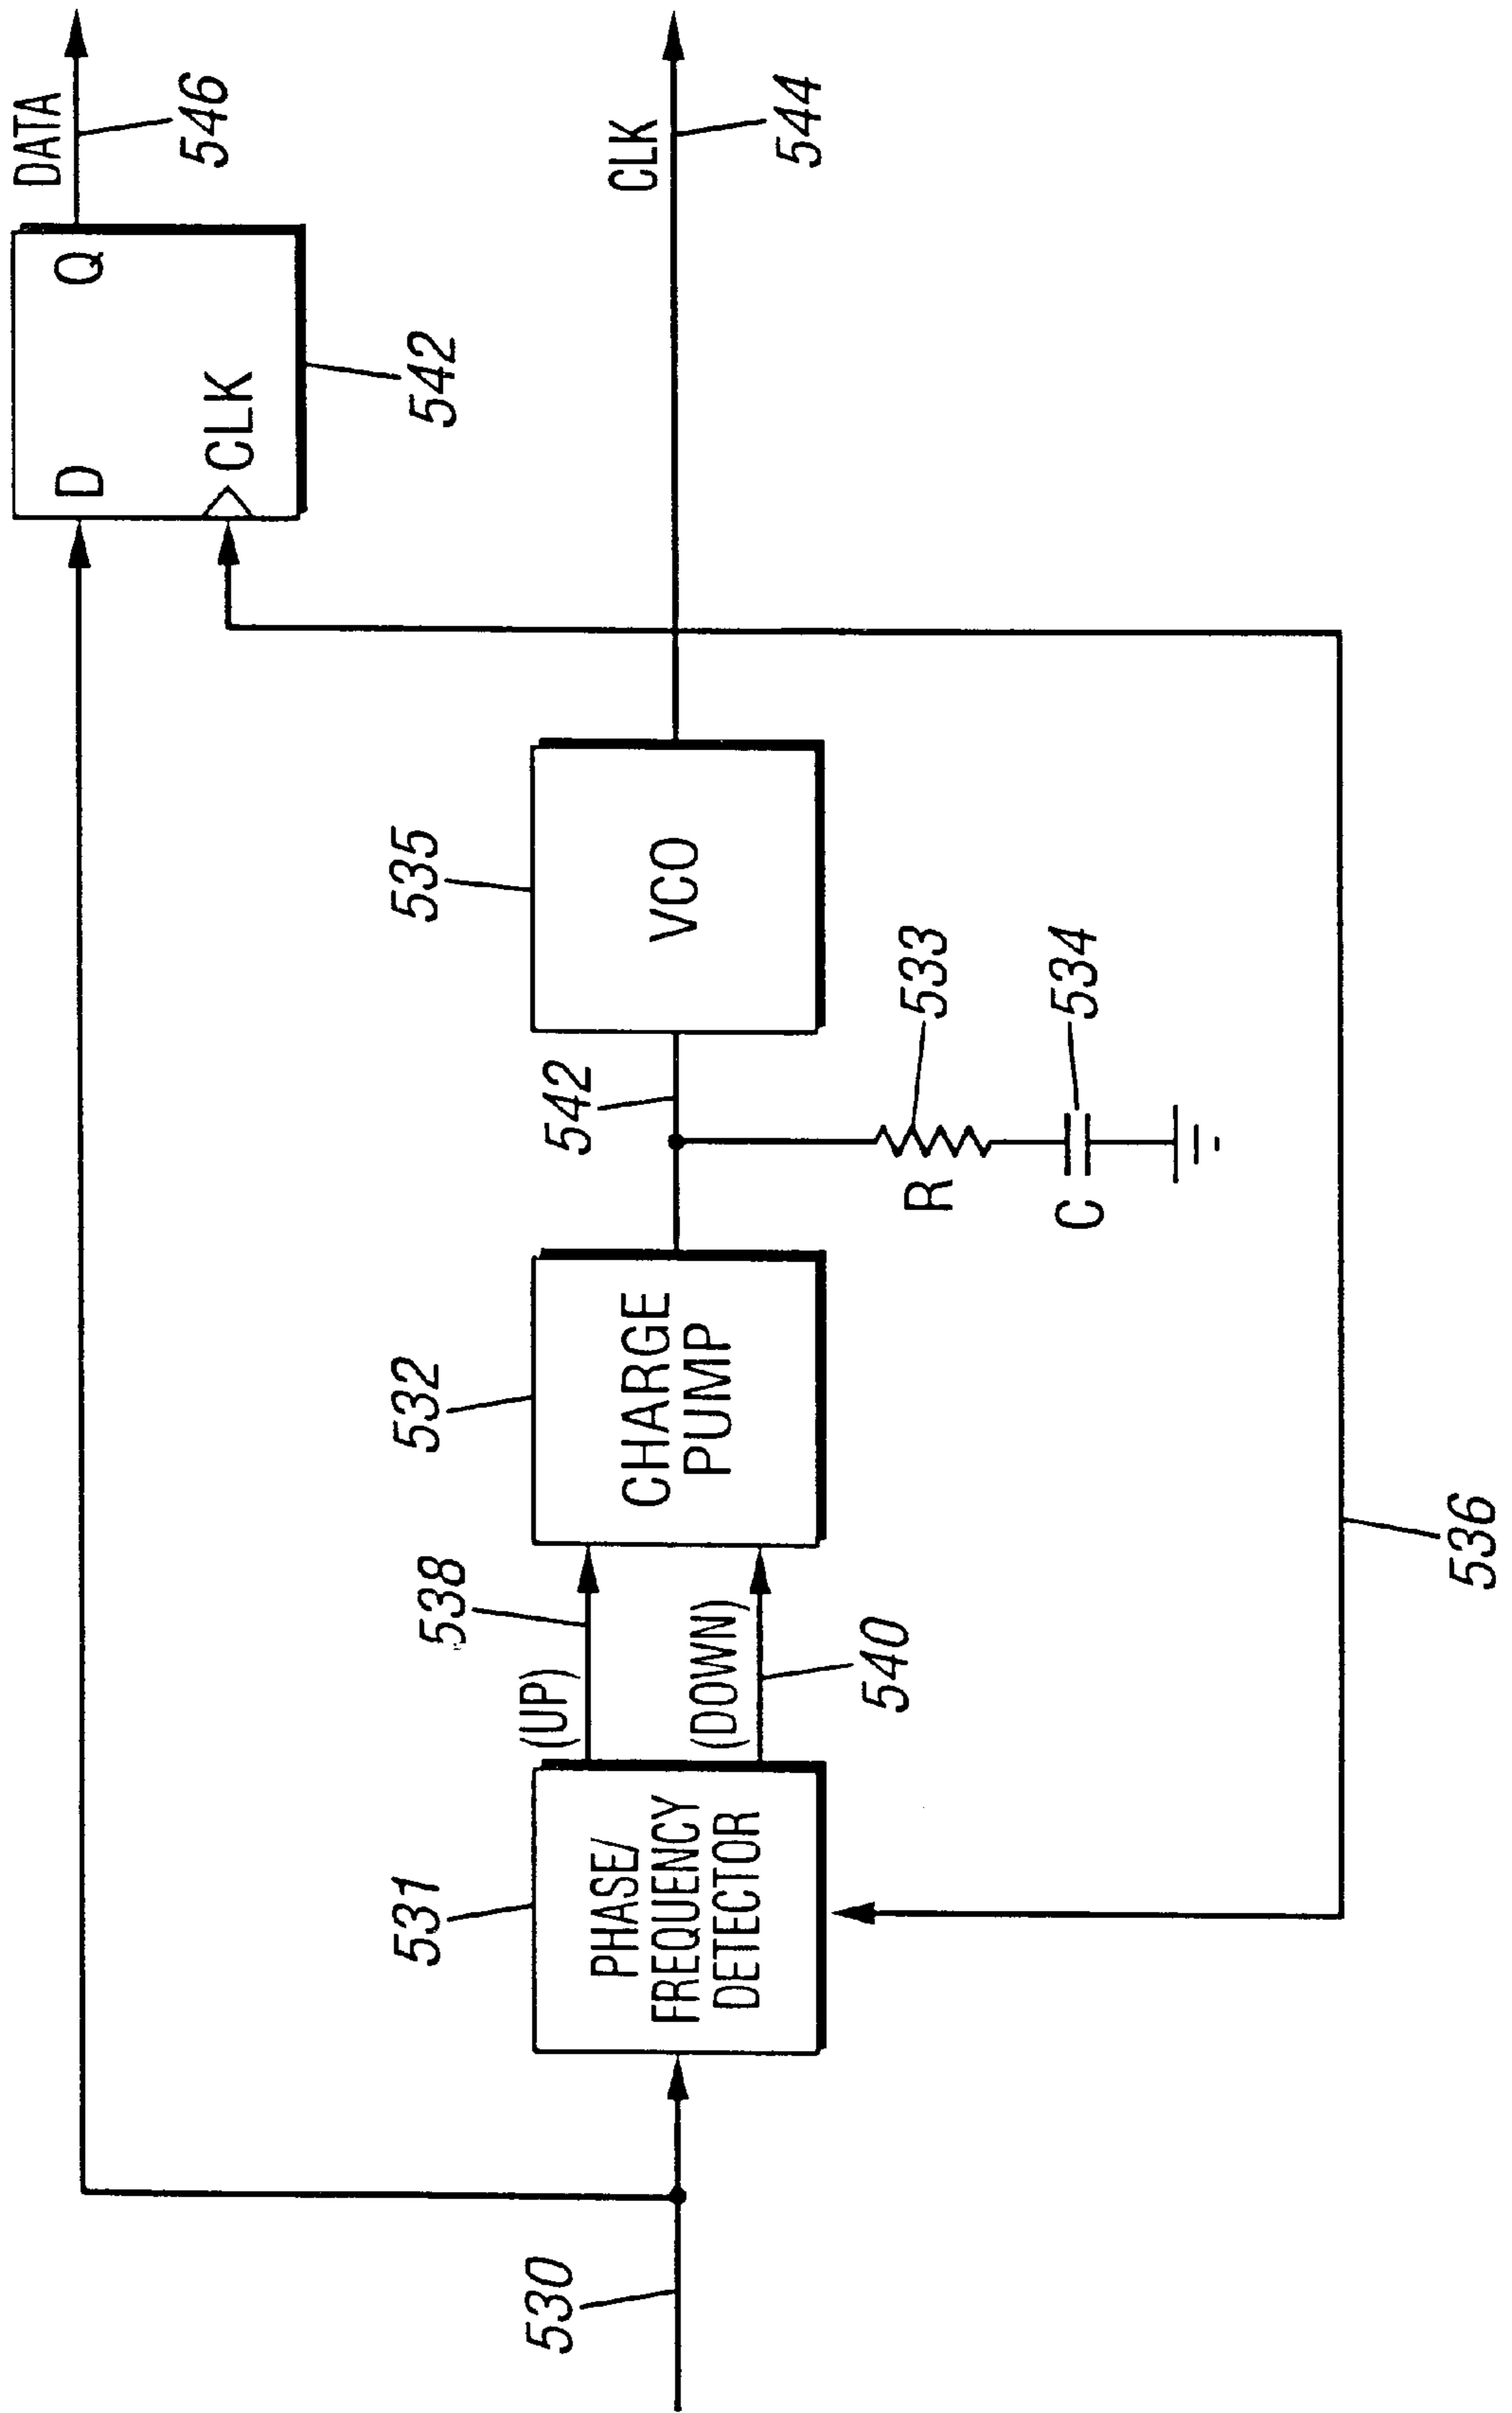 DATA
546
D
Q
CLK
542
CLK
544
535
VCO
542
533
R
534
C
532
CHARGE
PUMP
538
(UP)
(DOWN)
540
531
PHASE/
FREQUENCY
DETECTOR
530
536